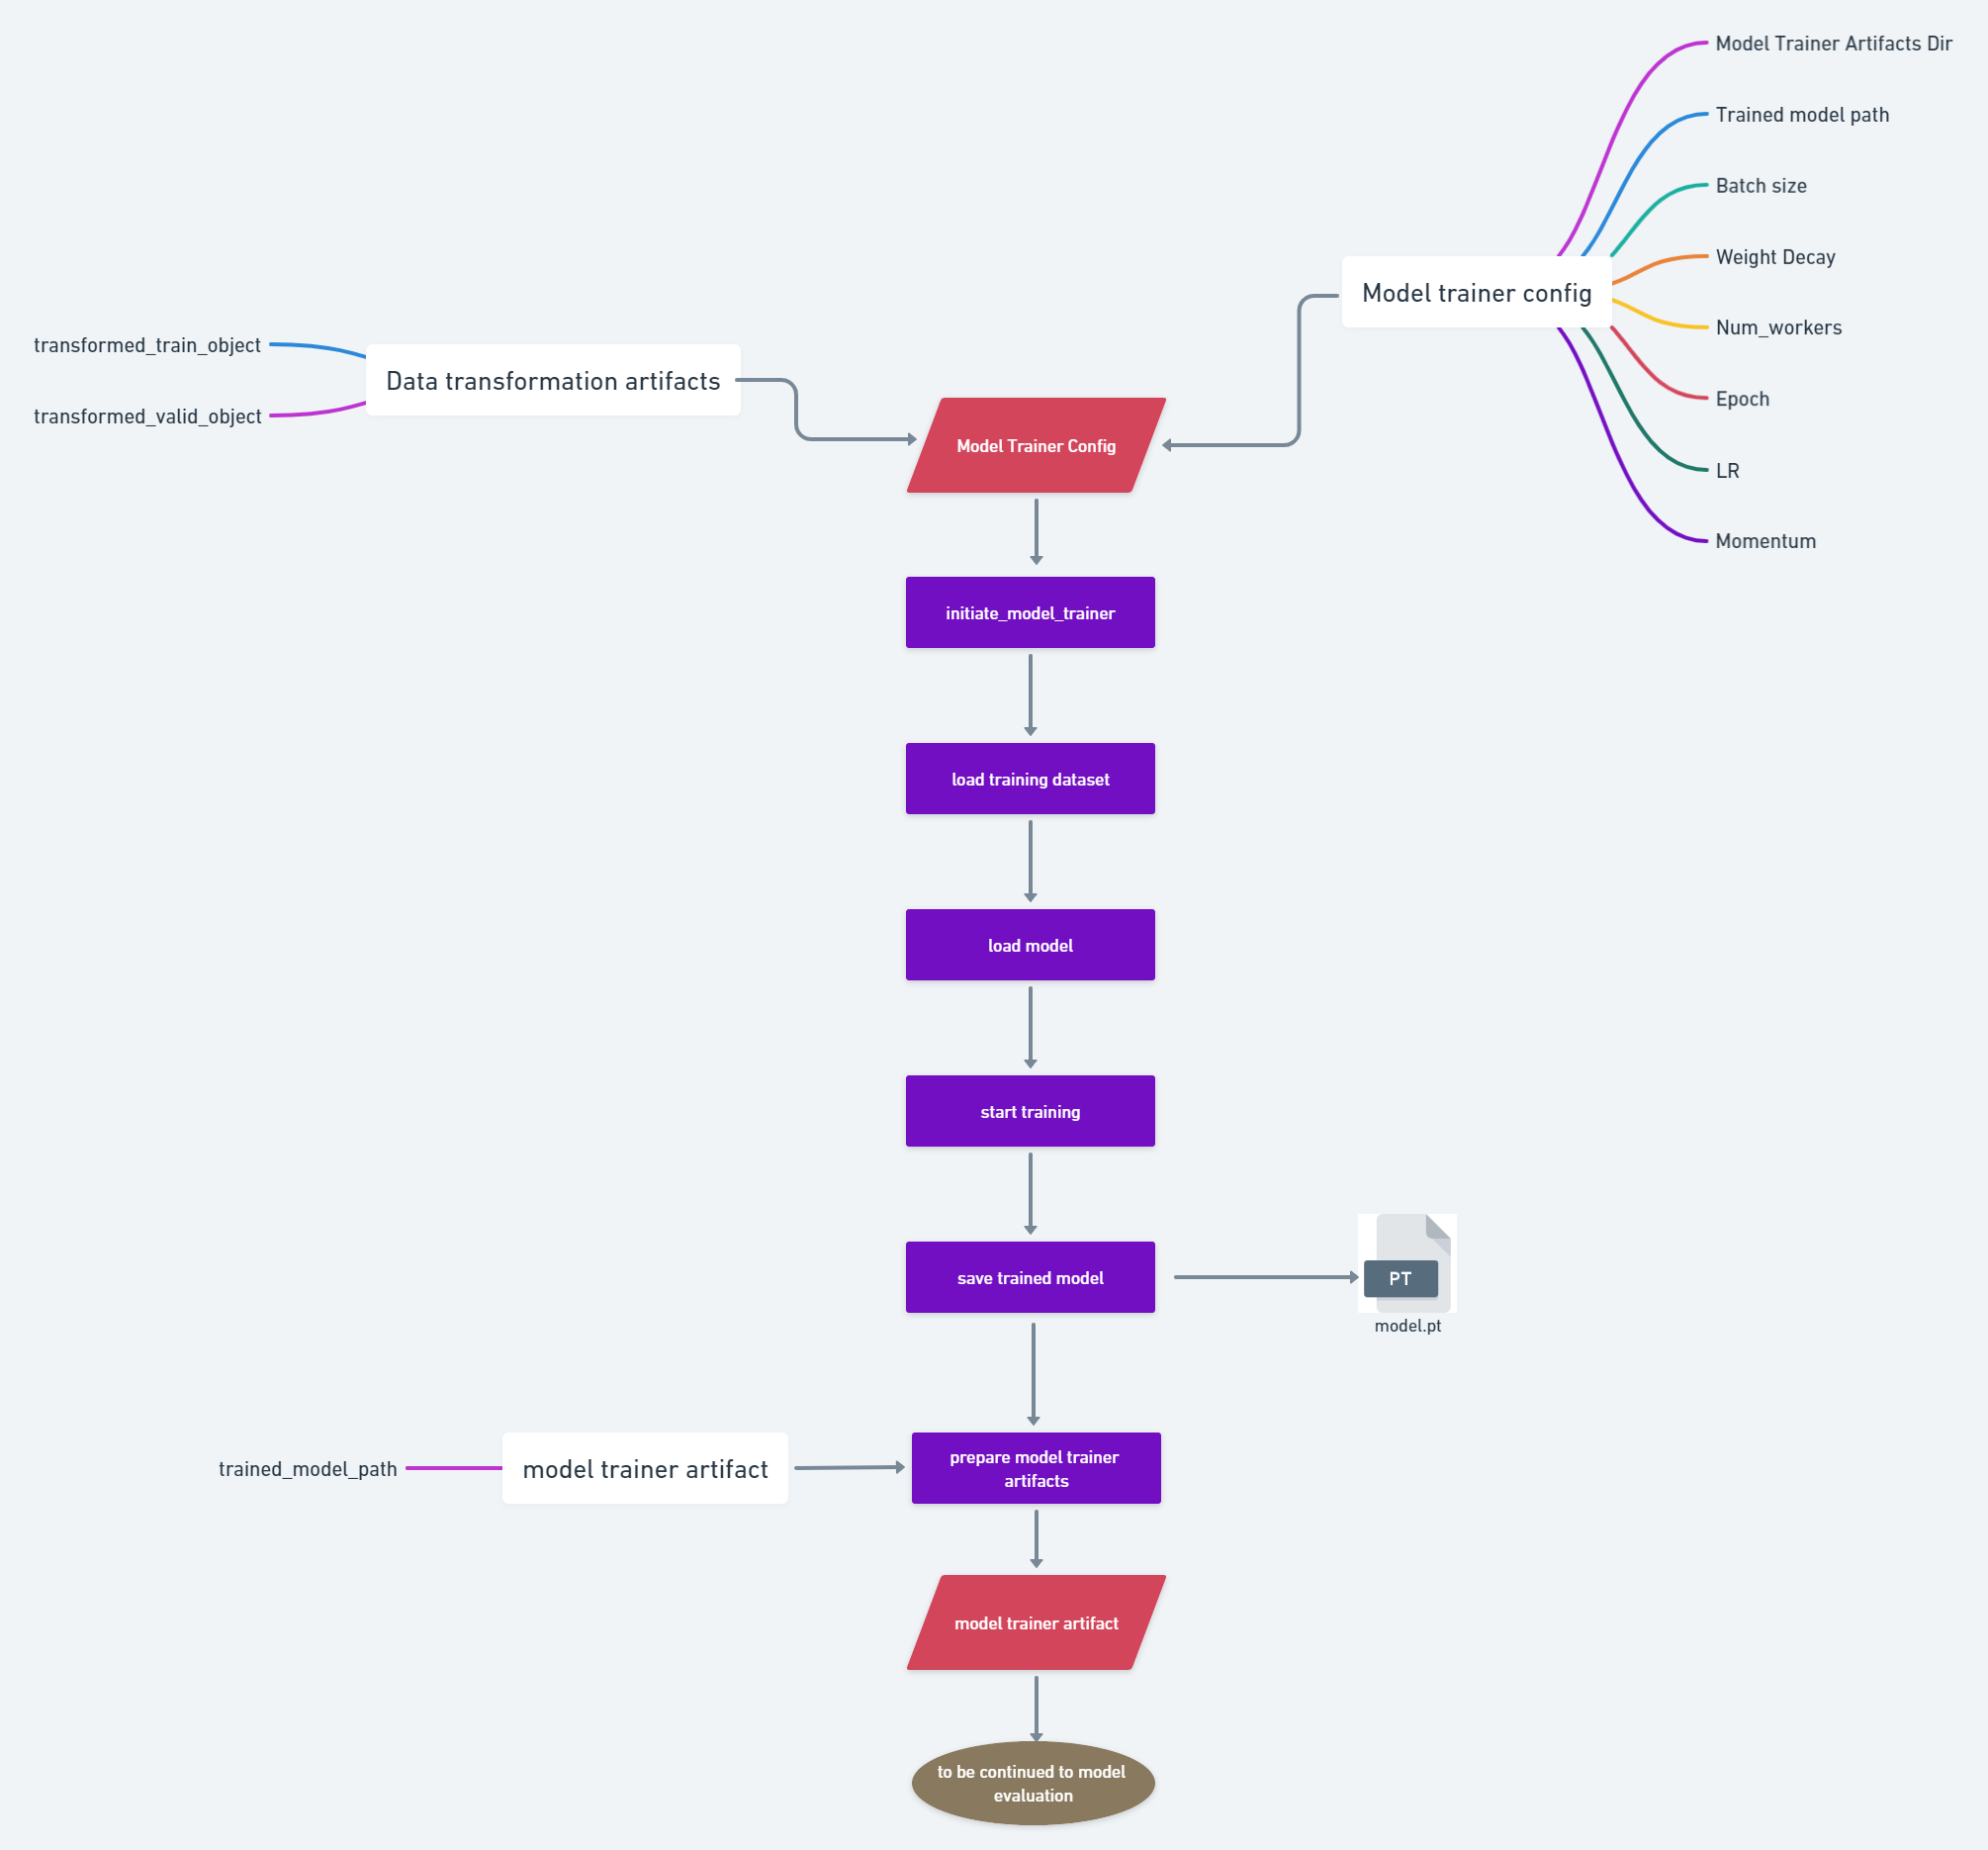 Model Trainer Artifacts Dir
Trained model path
Batch size
Weight Decay
Model trainer config
Num_workers
transformed_train_object
Data transformation artifacts
Epoch
transformed_valid_object
Model Trainer Config
LR
Momentum
initiate_model_trainer
load training dataset
load model
start training
save trained model
PT
model.pt
trained_model_path
model trainer artifact
prepare model trainer
artifacts
model trainer artifact
to be continued to model
evaluation